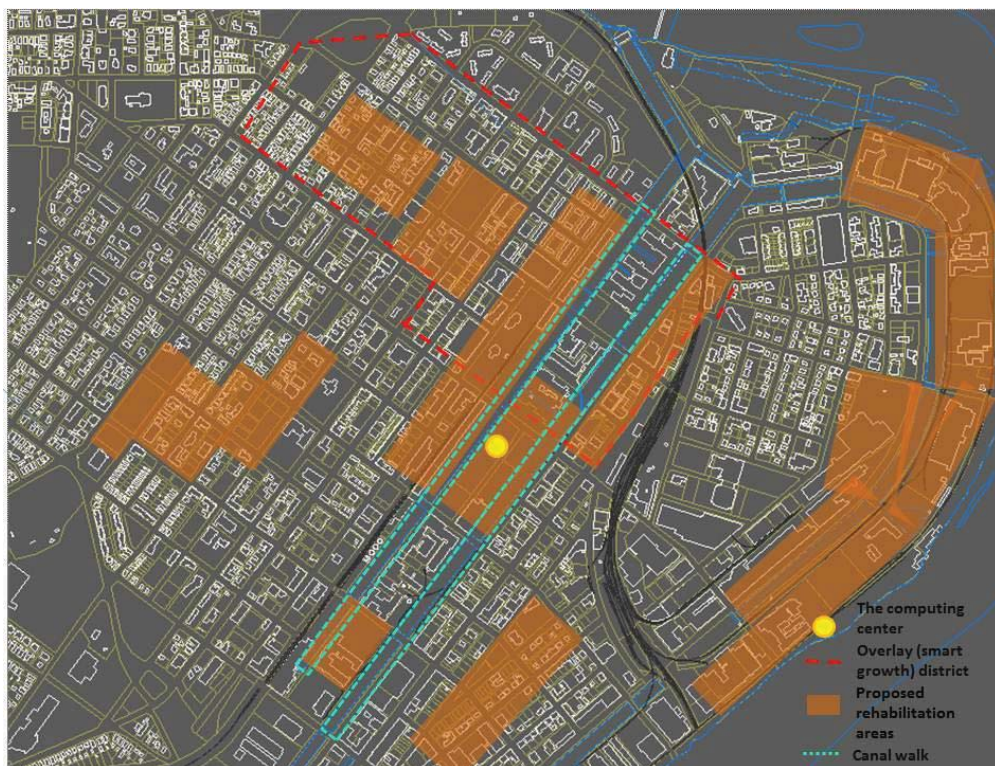 The computing
center
Overlay (smart
growth) district
Proposed
rehabilitation
areas
Canal walk